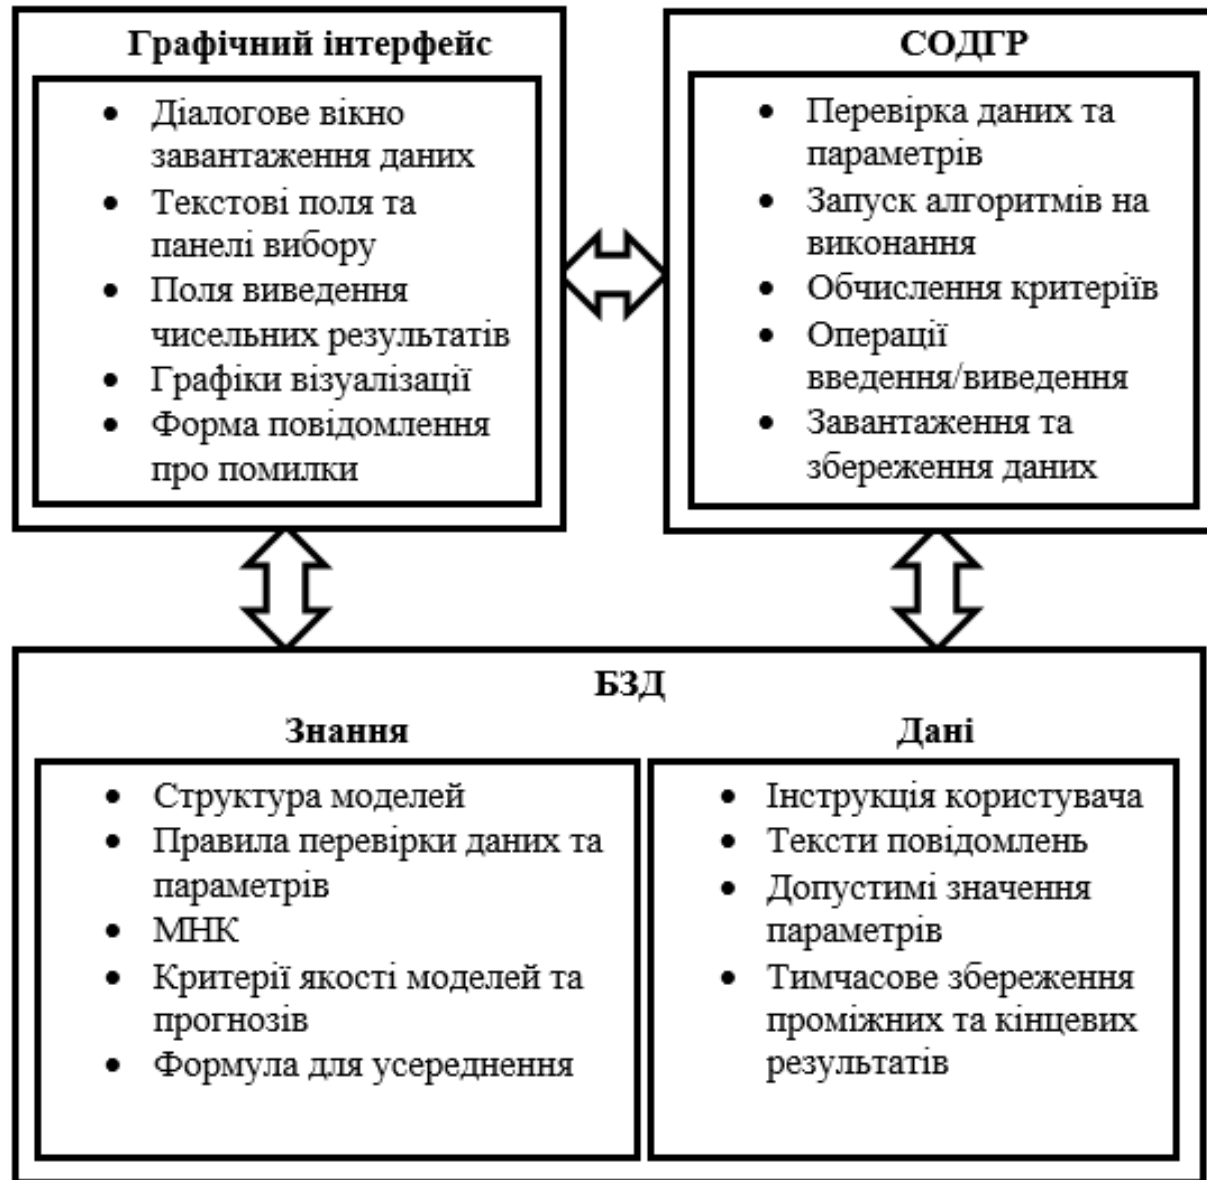 Графічний інтерфейс
• Діалогове вікно
завантаження даних
• Текстові поля та
панелі вибору
• Поля виведення
чисельних результатів
• Графіки візуалізації
• Форма повідомлення
про помилки
СОДГР
• Перевірка даних та
параметрів
• Запуск алгоритмів на
виконання
• Обчислення критеріїв
• Операції
введення/виведення
• Завантаження та
збереження даних
БЗД
Знання
• Структура моделей
• Правила перевірки даних та
параметрів
• МНК
• Критерії якості моделей та
прогнозів
• Формула для усереднення
Дані
• Інструкція користувача
• Тексти повідомлень
• Допустимі значення
параметрів
• Тимчасове збереження
проміжних та кінцевих
результатів